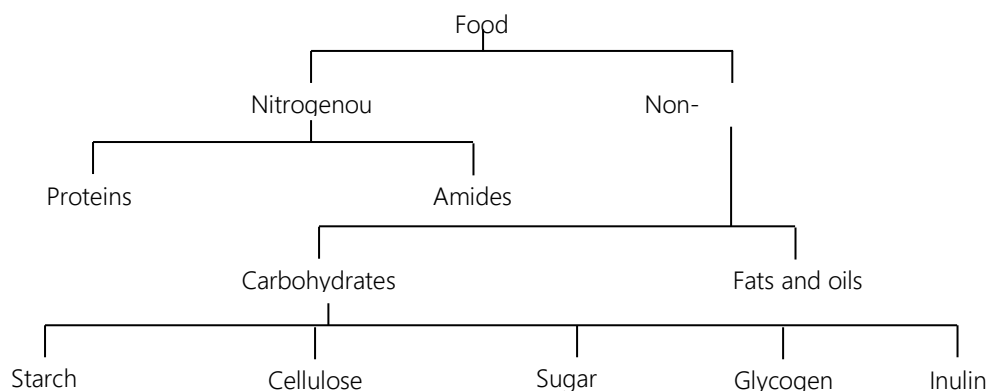 Food
Nitrogenou Non-
Proteins Amides
Carbohydrates Fats and oils
Starch Cellulose Sugar Glycogen Inulin